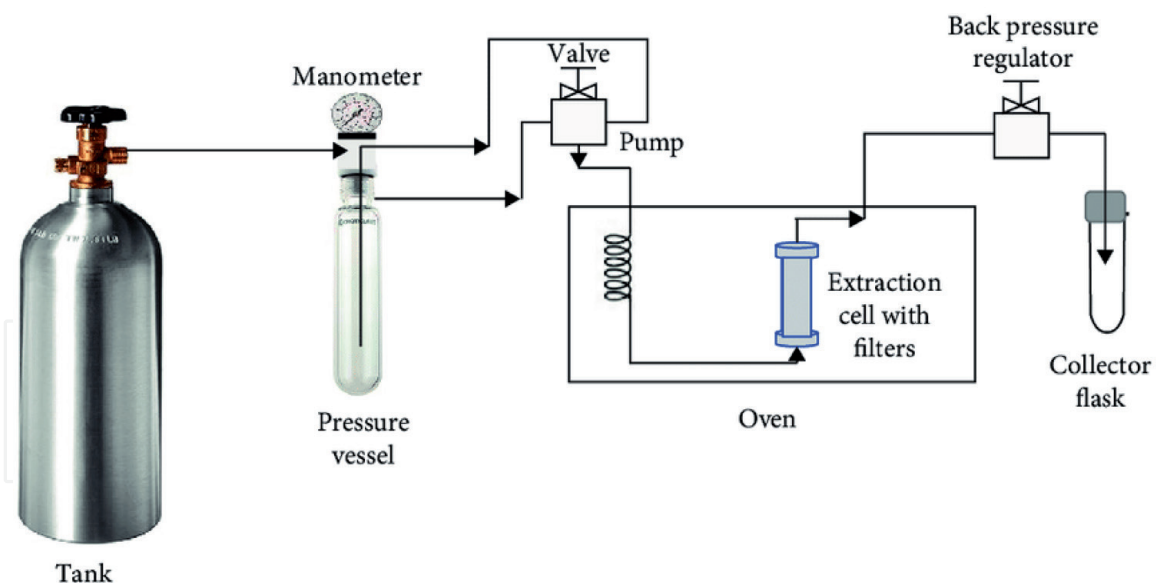 Back pressure
regulator
Valve
Manometer
Pump
Extraction
cell with
filters
Collector
flask
Oven
Pressure
vessel
Tank